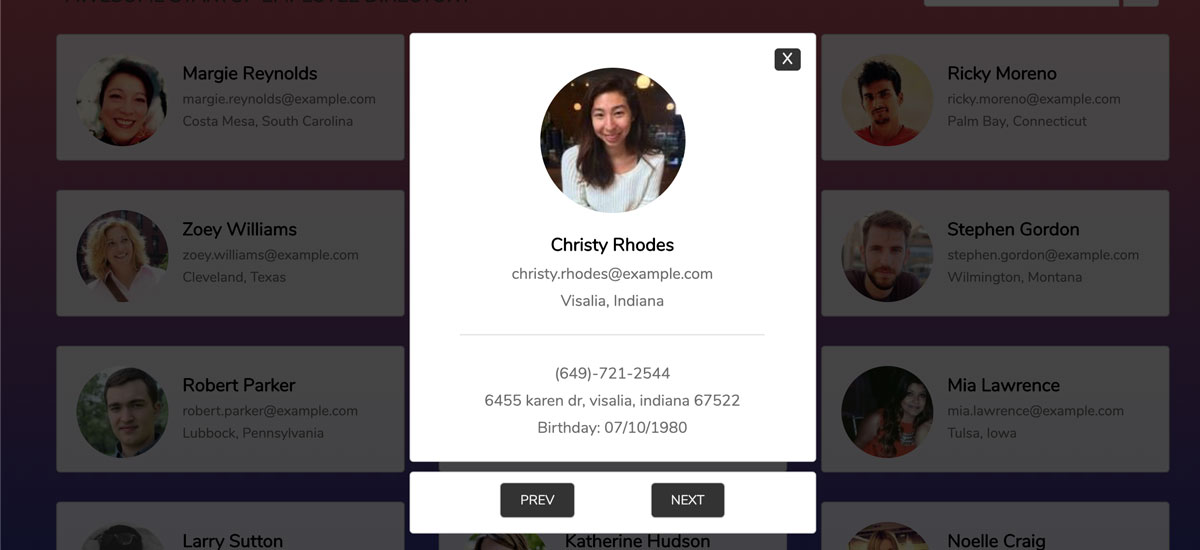 AWESOME STARTUP EMPLOYEE DIRECTORY
Margie Reynolds
margie.reynolds@example.com
Costa Mesa, South Carolina
X
Christy Rhodes
christy.rhodes@example.com
Visalia, Indiana
(649)-721-2544
6455 karen dr, visalia, indiana 67522
Birthday: 07/10/1980
PREV
NEXT
Ricky Moreno
ricky.moreno@example.com
Palm Bay, Connecticut
Zoey Williams
zoey.williams@example.com
Cleveland, Texas
Stephen Gordon
stephen.gordon@example.com
Wilmington, Montana
Robert Parker
robert.parker@example.com
Lubbock, Pennsylvania
Mia Lawrence
mia.lawrence@example.com
Tulsa, Iowa
Larry Sutton
Katherine Hudson
Noelle Craig